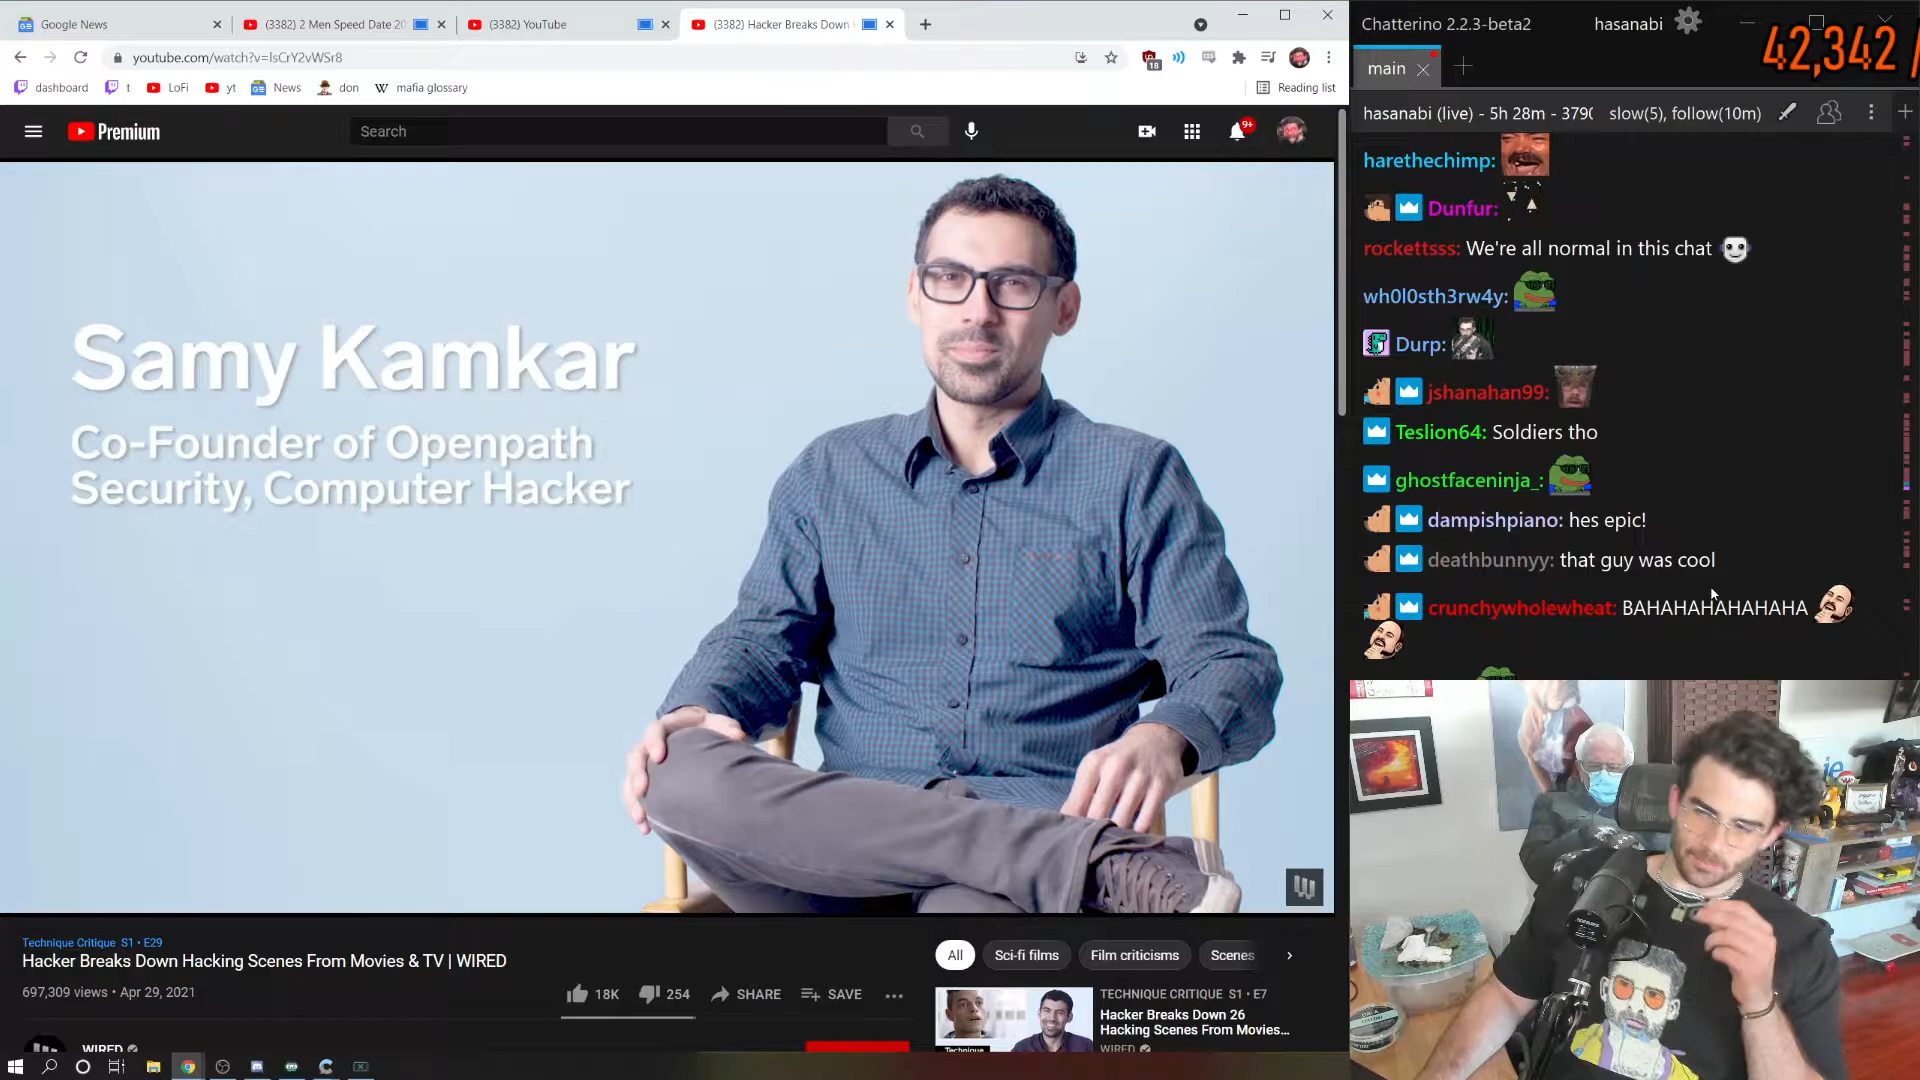 Google News
(3382) 2 Men Speed Date 20
(3382) YouTube
(3382) Hacker Breaks Down
youtube.com/watch?v=IsCrY2vWSr8
18
dashboard
t
LoFi
yt
News
don
W mafia glossary
Reading list
Premium
Search
9+
Samy Kamkar
Co-Founder of Openpath
Security, Computer Hacker
Technique Critique S1 • E29
Hacker Breaks Down Hacking Scenes From Movies & TV | WIRED
697,309 views • Apr 29, 2021
18K
254
SHARE
SAVE
WIRED
All
Sci-fi films
Film criticisms
Scenes
TECHNIQUE CRITIQUE S1 • E7
Hacker Breaks Down 26
Hacking Scenes From Movies...
WIRED
Technique
Chatterino 2.2.3-beta2
hasanabi
42,342 /
main
hasanabi (live) - 5h 28m - 379
slow(5), follow(10m)
harethechimp:
Dunfur:
rockettsss: We're all normal in this chat
wh0l0sth3rw4y:
Durp:
jshanahan99:
Teslion64: Soldiers tho
ghostfaceninja_:
dampishpiano: hes epic!
deathbunnyy: that guy was cool
crunchywholewheat: BAHAHAHAHAHAHA